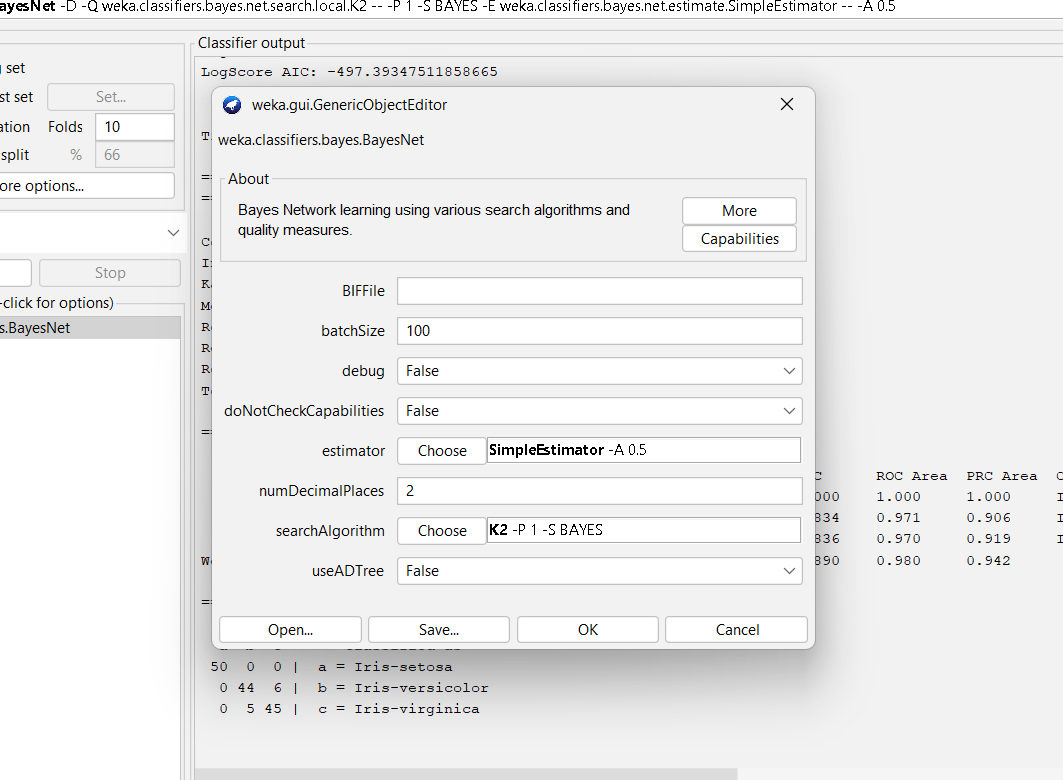 ayesNet -D -Q weka.classifiers.bayes.net.search.local.K2 -- -P 1 -S BAYES -E weka.classifiers.bayes.net.estimate.SimpleEstimator -- -A 0.5
Classifier output
set
LogScore AIC: -497.39347511858665
st set Set...
ation Folds 10
split % 66
ore options...
Stop
-click for options)
s.BayesNet
weka.gui.GenericObjectEditor
weka.classifiers.bayes.BayesNet
About
Bayes Network learning using various search algorithms and
quality measures.
More
Capabilities
BIFFile
batchSize 100
debug False
doNotCheckCapabilities False
estimator Choose SimpleEstimator -A 0.5
numDecimalPlaces 2
searchAlgorithm Choose K2 -P 1 -S BAYES
useADTree False
Open... Save... OK Cancel
C ROC Area PRC Area
000 1.000 1.000
834 0.971 0.906
836 0.970 0.919
890 0.980 0.942
50 0 0 | a = Iris-setosa
0 44 6 | b = Iris-versicolor
0 5 45 | c = Iris-virginica